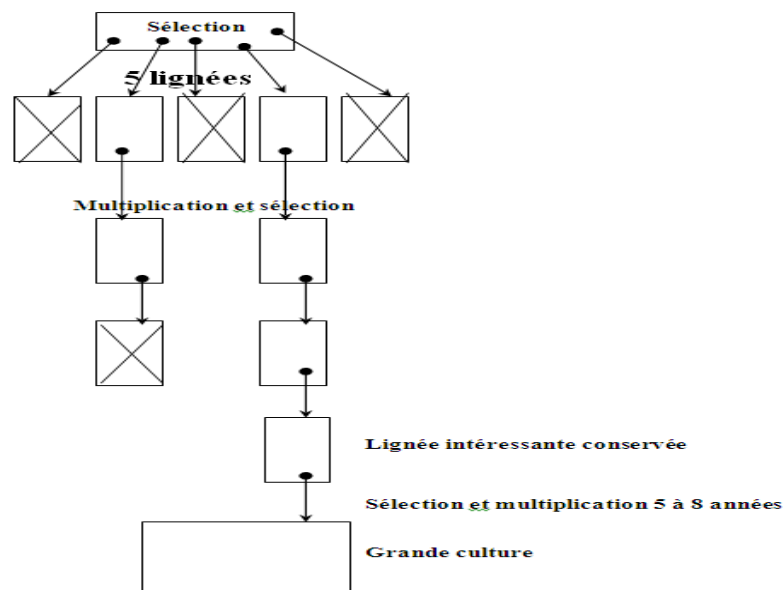 Sélection
5 lignées
Multiplication et sélection
Lignée intéressante conservée
Sélection et multiplication 5 à 8 années
Grande culture